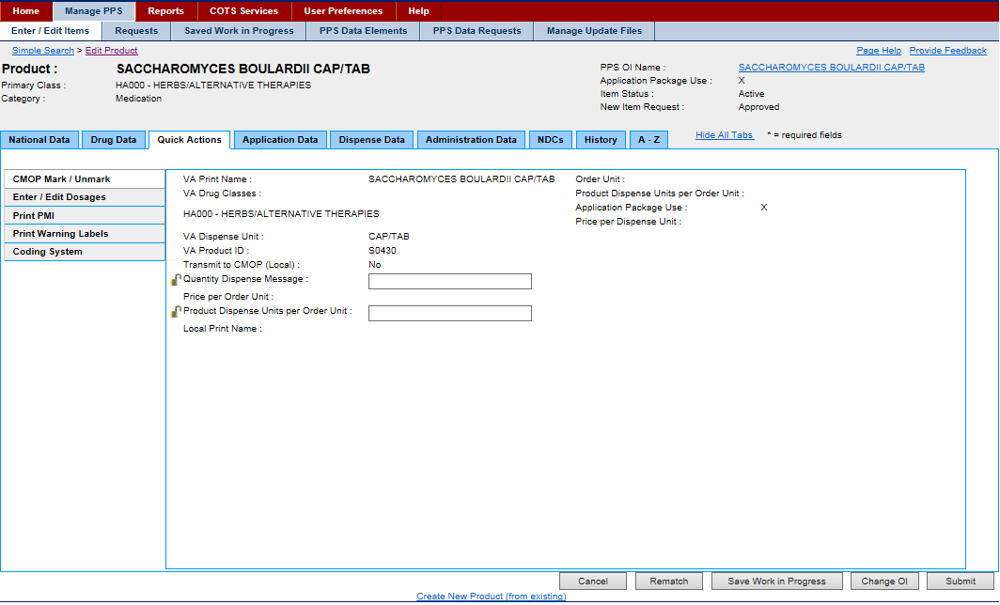 Home Manage PPS Reports COTS Services User Preferences Help
Enter / Edit Items Requests Saved Work in Progress PPS Data Elements PPS Data Requests Manage Update Files
Simple Search > Edit Product Page Help Provide Feedback
Product : SACCHAROMYCES BOULARDII CAP/TAB
Primary Class : HA000 - HERBS/ALTERNATIVE THERAPIES
Category : Medication
PPS OI Name : SACCHAROMYCES BOULARDII CAP/TAB
Application Package Use : X
Item Status : Active
New Item Request : Approved
National Data Drug Data Quick Actions Application Data Dispense Data Administration Data NDCs History A - Z Hide All Tabs * = required fields
CMOP Mark / Unmark
Enter / Edit Dosages
Print PMI
Print Warning Labels
Coding System
VA Print Name : SACCHAROMYCES BOULARDII CAP/TAB
VA Drug Classes :
HA000 - HERBS/ALTERNATIVE THERAPIES
VA Dispense Unit : CAP/TAB
VA Product ID : S0430
Transmit to CMOP (Local) : No
Quantity Dispense Message :
Price per Order Unit :
Product Dispense Units per Order Unit :
Local Print Name :
Order Unit :
Product Dispense Units per Order Unit :
Application Package Use : X
Price per Dispense Unit :
Cancel Rematch Save Work in Progress Change OI Submit
Create New Product (from existing)